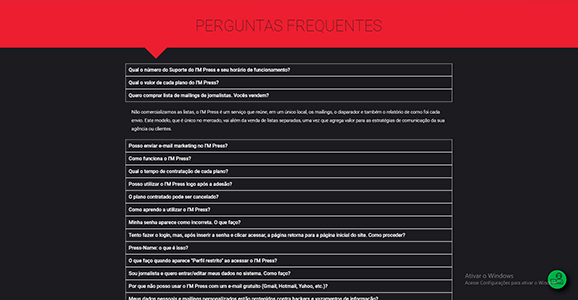 PERGUNTAS FREQUENTES
Qual o número do Suporte do I'M Press e seu horário de funcionamento?
Qual o valor de cada plano do I'M Press?
Quero comprar lista de mailings de jornalistas. Vocês vendem?
Não comercializamos as listas, o I'M Press é um serviço que reúne, em um único local, os mailings, o disparador e também o relatório de como foi cada
envio. Este modelo, que é único no mercado, vai além da venda de listas separadas, uma vez que agrega valor para as estratégias de comunicação da sua
agência ou clientes.
Posso enviar e-mail marketing no I'M Press?
Como funciona o I'M Press?
Qual o tempo de contratação de cada plano?
Posso utilizar o I'M Press logo após a adesão?
O plano contratado pode ser cancelado?
Como aprendo a utilizar o I'M Press?
Minha senha aparece como incorreta. O que faço?
Tento fazer o login, mas, após inserir a senha e clicar acessar, a página retorna para a página inicial do site. Como proceder?
Press-Name: o que é isso?
O que faço quando aparece "Perfil restrito" ao acessar o I'M Press?
Sou jornalista e quero entrar/editar meus dados no sistema. Como faço?
Por que não posso usar o I'M Press com um e-mail gratuito (Gmail, Hotmail, Yahoo, etc.)?
Meus dados pessoais e mailings personalizados estão protegidos contra hackers e vazamentos de informação?
Ativar o Windows
Acesse Configurações para ativar o Windows.